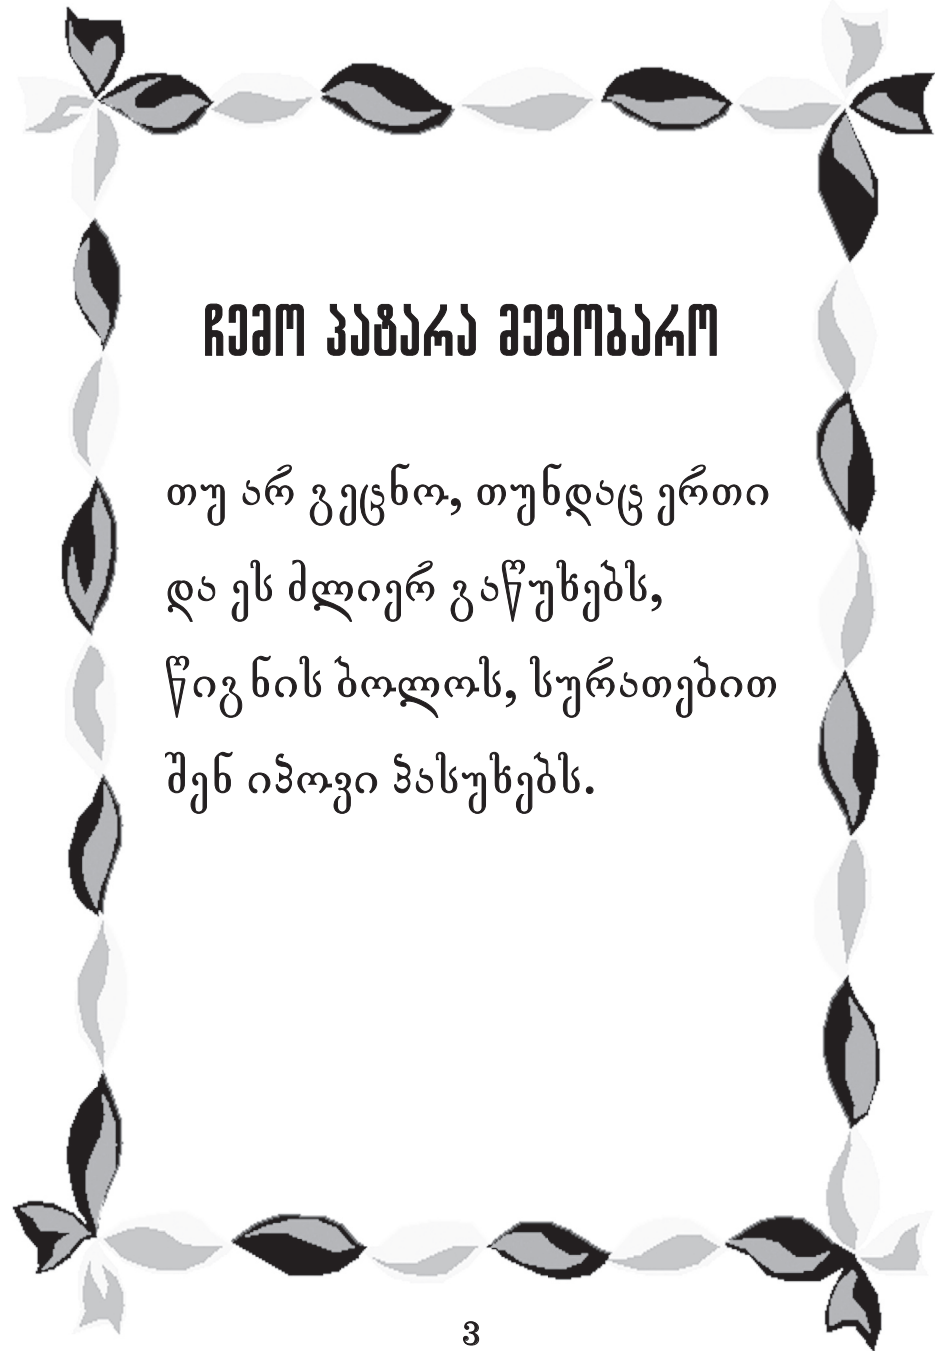 ჩემო პატარა მეგობარო
თუ არ გეცნო, თუნდაც ერთი
და ეს ძლიერ გაწუხებს,
წიგნის ბოლოს, სურათებით
შენ იპოვი პასუხებს.
3